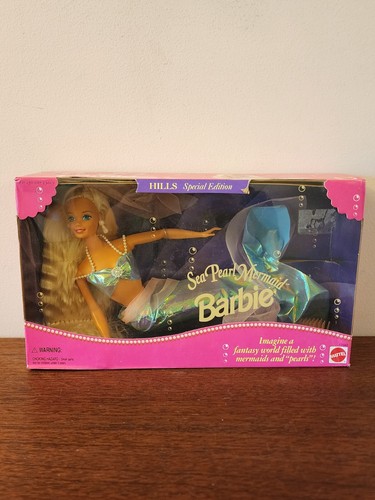 HILLS Special Edition
Sea Pearl Mermaid
Barbie
Imagine a
fantasy world filled with
mermaids and "pearls"!
WARNING
MATTEL